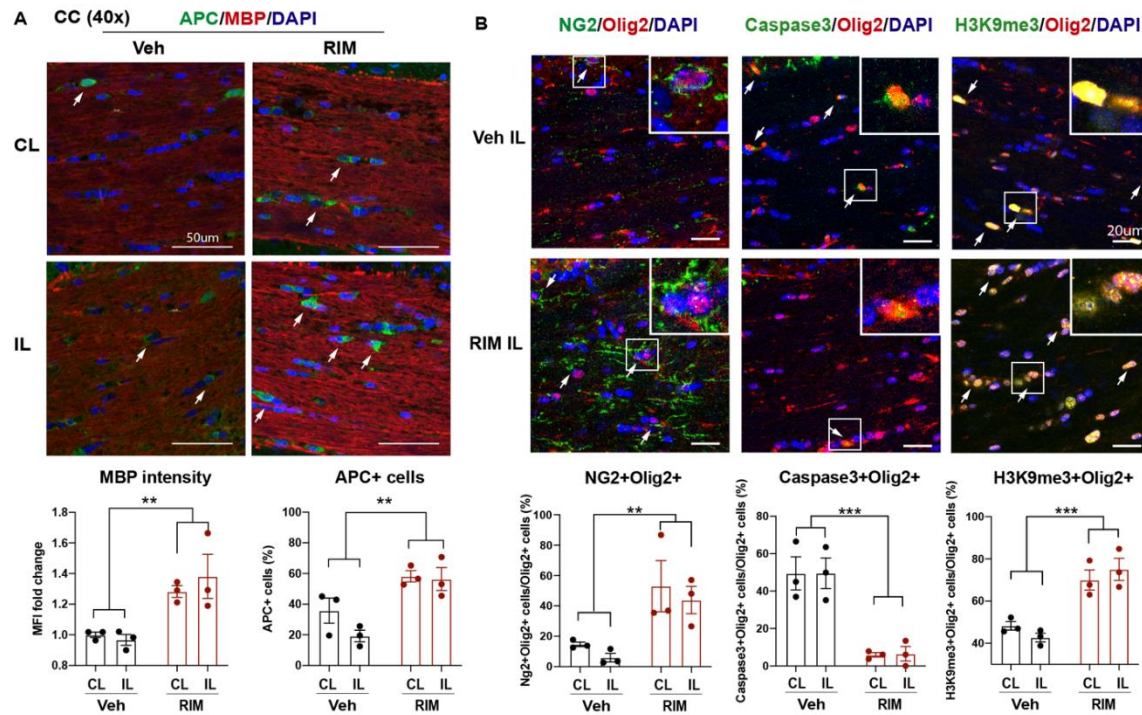 A CC (40x) APC/MBP/DAPI
Veh RIM
CL
50um
IL
B NG2/Olig2/DAPI Caspase3/Olig2/DAPI H3K9me3/Olig2/DAPI
Veh IL
20um
RIM IL
MBP intensity
**
MFI fold change
1.8
1.6
1.4
1.2
1.0
0.8
CL IL CL IL
Veh RIM
APC+ cells
**
APC+ cells (%)
100
80
60
40
20
0
CL IL CL IL
Veh RIM
NG2+Olig2+
**
Ng2+Olig2+ cells/Olig2+ cells (%)
100
80
60
40
20
0
CL IL CL IL
Veh RIM
Caspase3+Olig2+
***
Caspase3+Olig2+ cells/Olig2+ cells (%)
80
60
40
20
0
CL IL CL IL
Veh RIM
H3K9me3+Olig2+
***
H3K9me3+Olig2+ cells/Olig2+ cells (%)
100
80
60
40
CL IL CL IL
Veh RIM